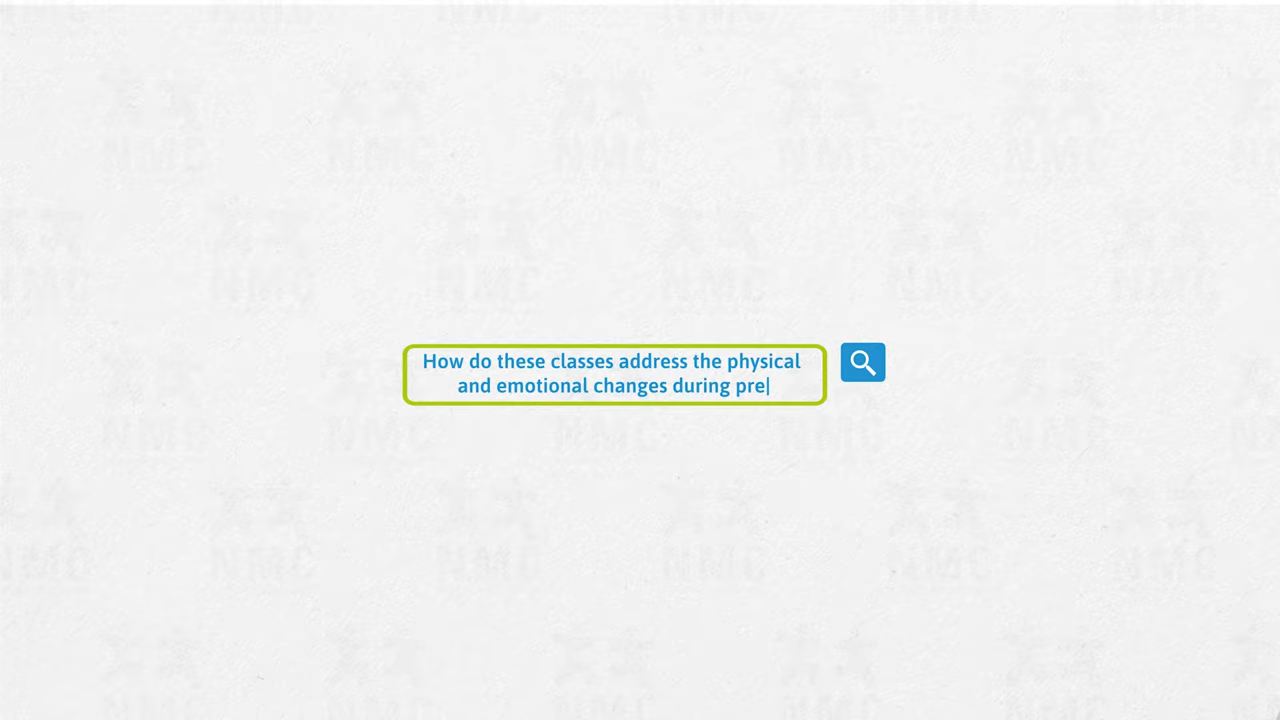 How do these classes address the physical
and emotional changes during pre